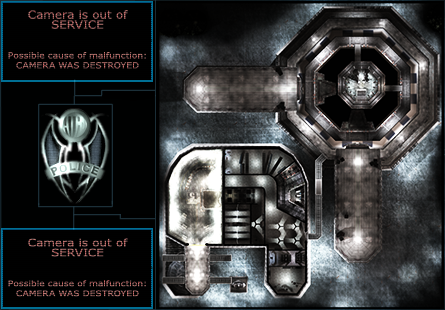 Camera is out of
SERVICE
Possible cause of malfunction:
CAMERA WAS DESTROYED
POLICE
Camera is out of
SERVICE
Possible cause of malfunction:
CAMERA WAS DESTROYED